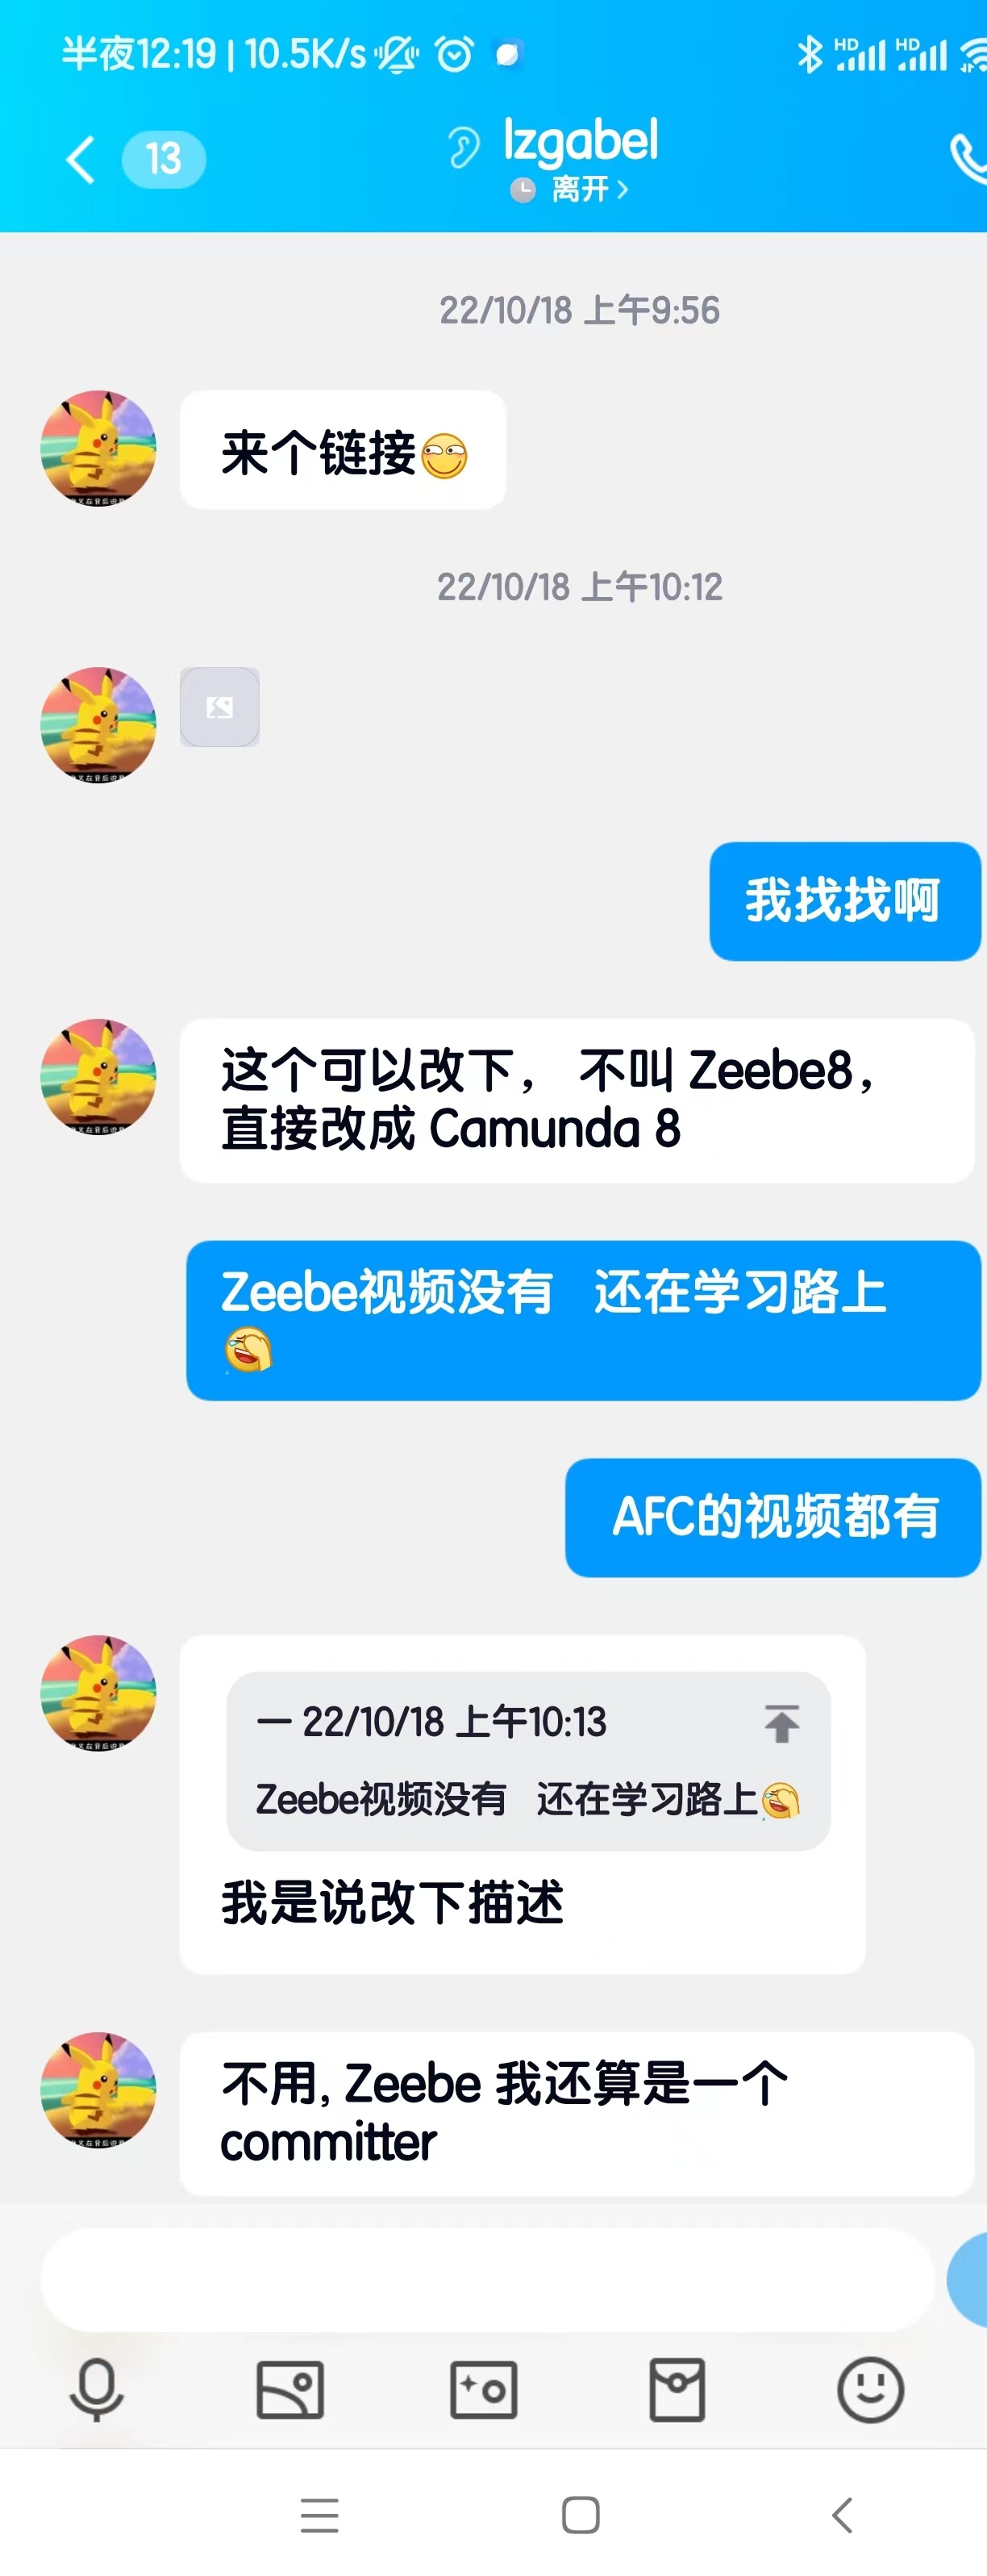 半夜12:19 | 10.5K/s
HD HD
13
lzgabel
离开
22/10/18 上午9:56
来个链接
22/10/18 上午10:12
我找找啊
这个可以改下， 不叫 Zeebe8，
直接改成 Camunda 8
Zeebe视频没有 还在学习路上
AFC的视频都有
一 22/10/18 上午10:13
Zeebe视频没有 还在学习路上
我是说改下描述
不用, Zeebe 我还算是一个
committer